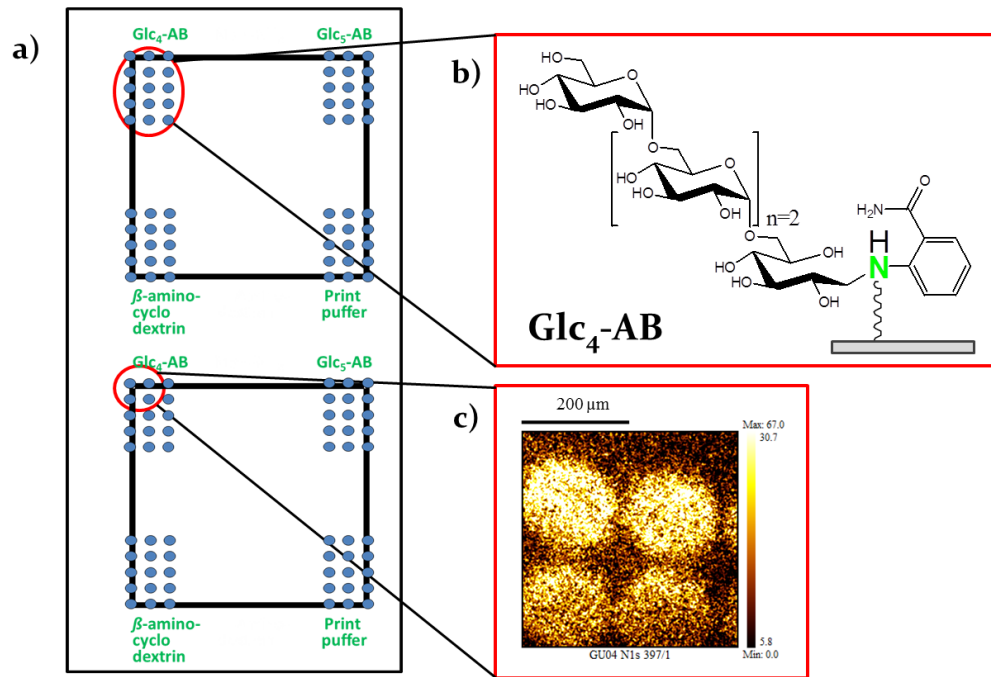 a)
Glc4-AB
Glc5-AB
β-amino-
cyclo
dextrin
Print
puffer
Glc4-AB
Glc5-AB
β-amino-
cyclo
dextrin
Print
puffer
b)
HO
HO
HO
O
OH
O
HO
HO
O
OH
O
n=2
HO
HO
OH
OH
H2N
O
H
N
Glc4-AB
c)
200 µm
Max: 67.0
30.7
5.8
Min: 0.0
GU04 N1s 397/1